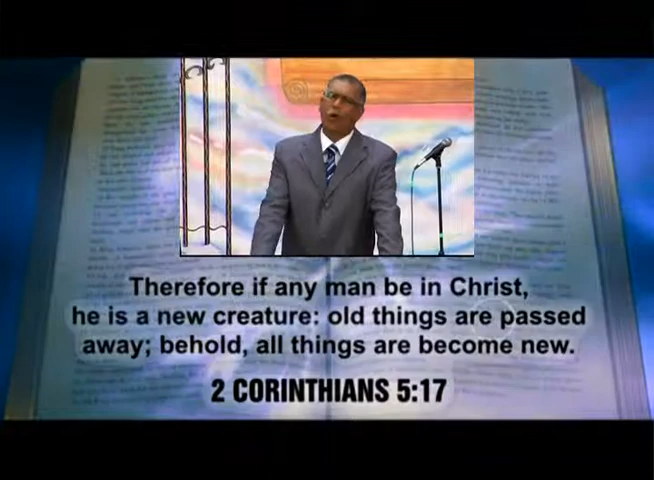 Therefore if any man be in Christ,
he is a new creature: old things are passed
away; behold, all things are become new.
2 CORINTHIANS 5:17